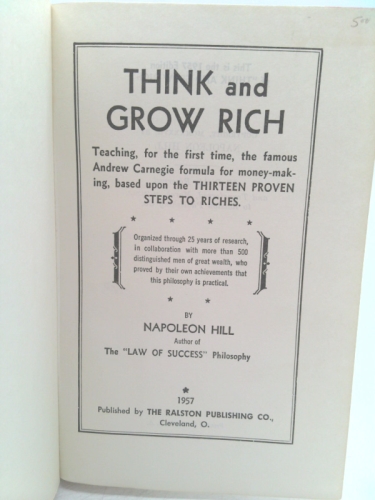 5⁰⁰
THINK and
GROW RICH
Teaching, for the first time, the famous
Andrew Carnegie formula for money-mak-
ing, based upon the THIRTEEN PROVEN
STEPS TO RICHES.
Organized through 25 years of research,
in collaboration with more than 500
distinguished men of great wealth, who
proved by their own achievements that
this philosophy is practical.
BY
NAPOLEON HILL
Author of
The "LAW OF SUCCESS" Philosophy
1957
Published by THE RALSTON PUBLISHING CO.,
Cleveland, O.